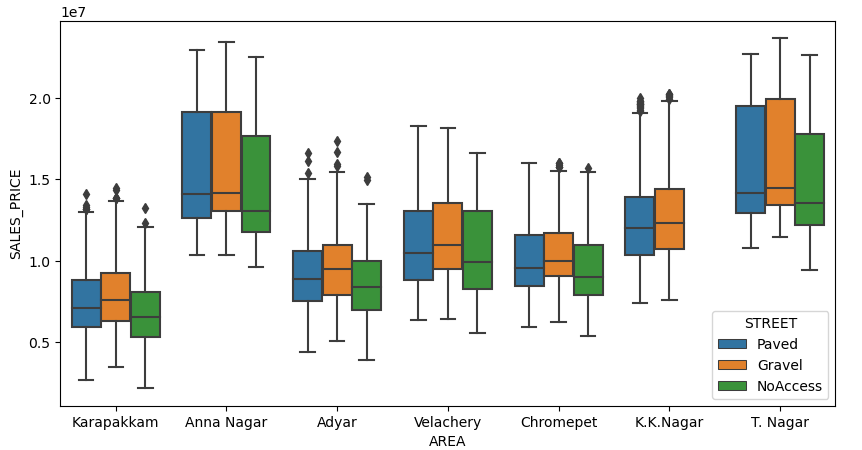 1e7
2.0
1.5
1.0
0.5
SALES_PRICE
Karapakkam Anna Nagar Adyar Velachery Chromepet K.K.Nagar T. Nagar
AREA
STREET
Paved
Gravel
NoAccess